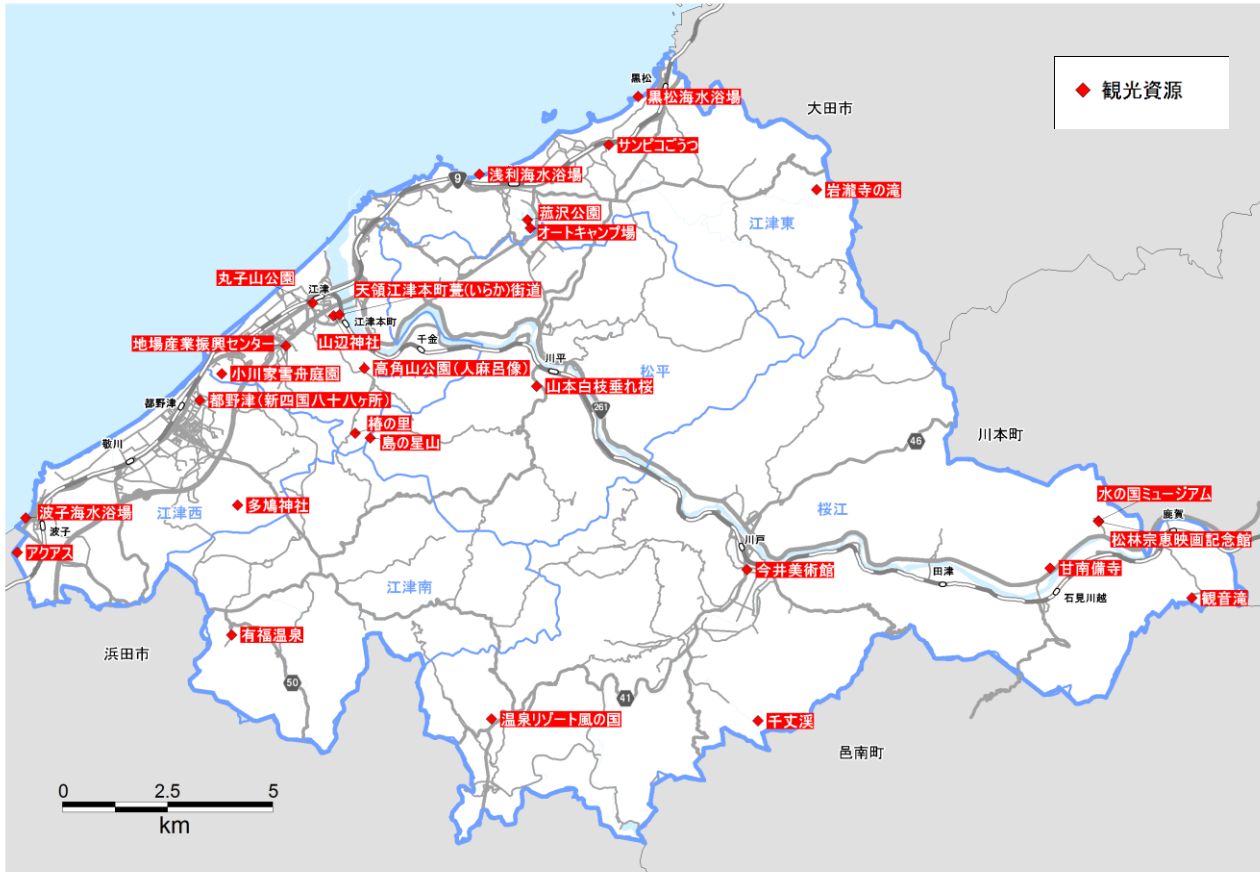 黒松
黒松海水浴場
観光資源
大田市
サンピコごうつ
浅利海水浴場
9
岩瀧寺の滝
菰沢公園
江津東
オートキャンプ場
丸子山公園
江津
天領江津本町甍(いらか)街道
江津本町
山辺神社
千金
地場産業振興センター
川平
松平
高角山公園(人麻呂像)
小川家雪舟庭園
山本白枝垂れ桜
都野津
都野津(新四国八十八ヶ所)
261
椿の里
島の星山
敬川
46
川本町
水の国ミュージアム
多鳩神社
江津西
桜江
鹿賀
波子海水浴場
波子
松林宗恵映画記念館
川戸
アクアス
今井美術館
甘南備寺
田津
江津南
石見川越
観音滝
有福温泉
浜田市
50
41
温泉リゾート風の国
千丈渓
邑南町
0 2.5 5
km